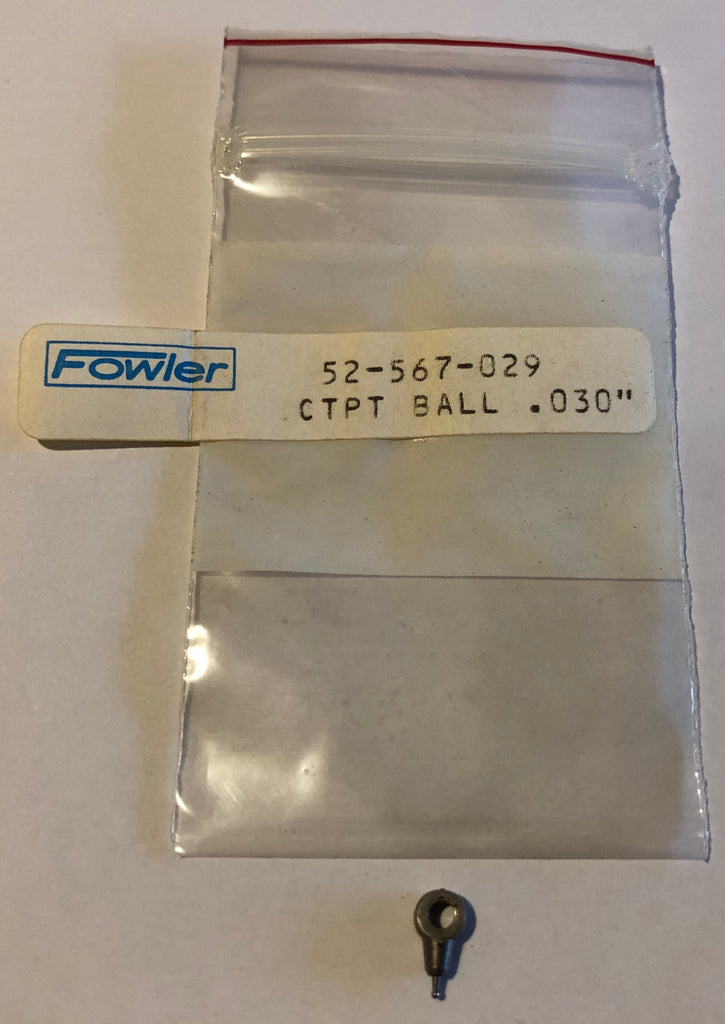 Fowler
52-567-029
CTPT BALL .030"